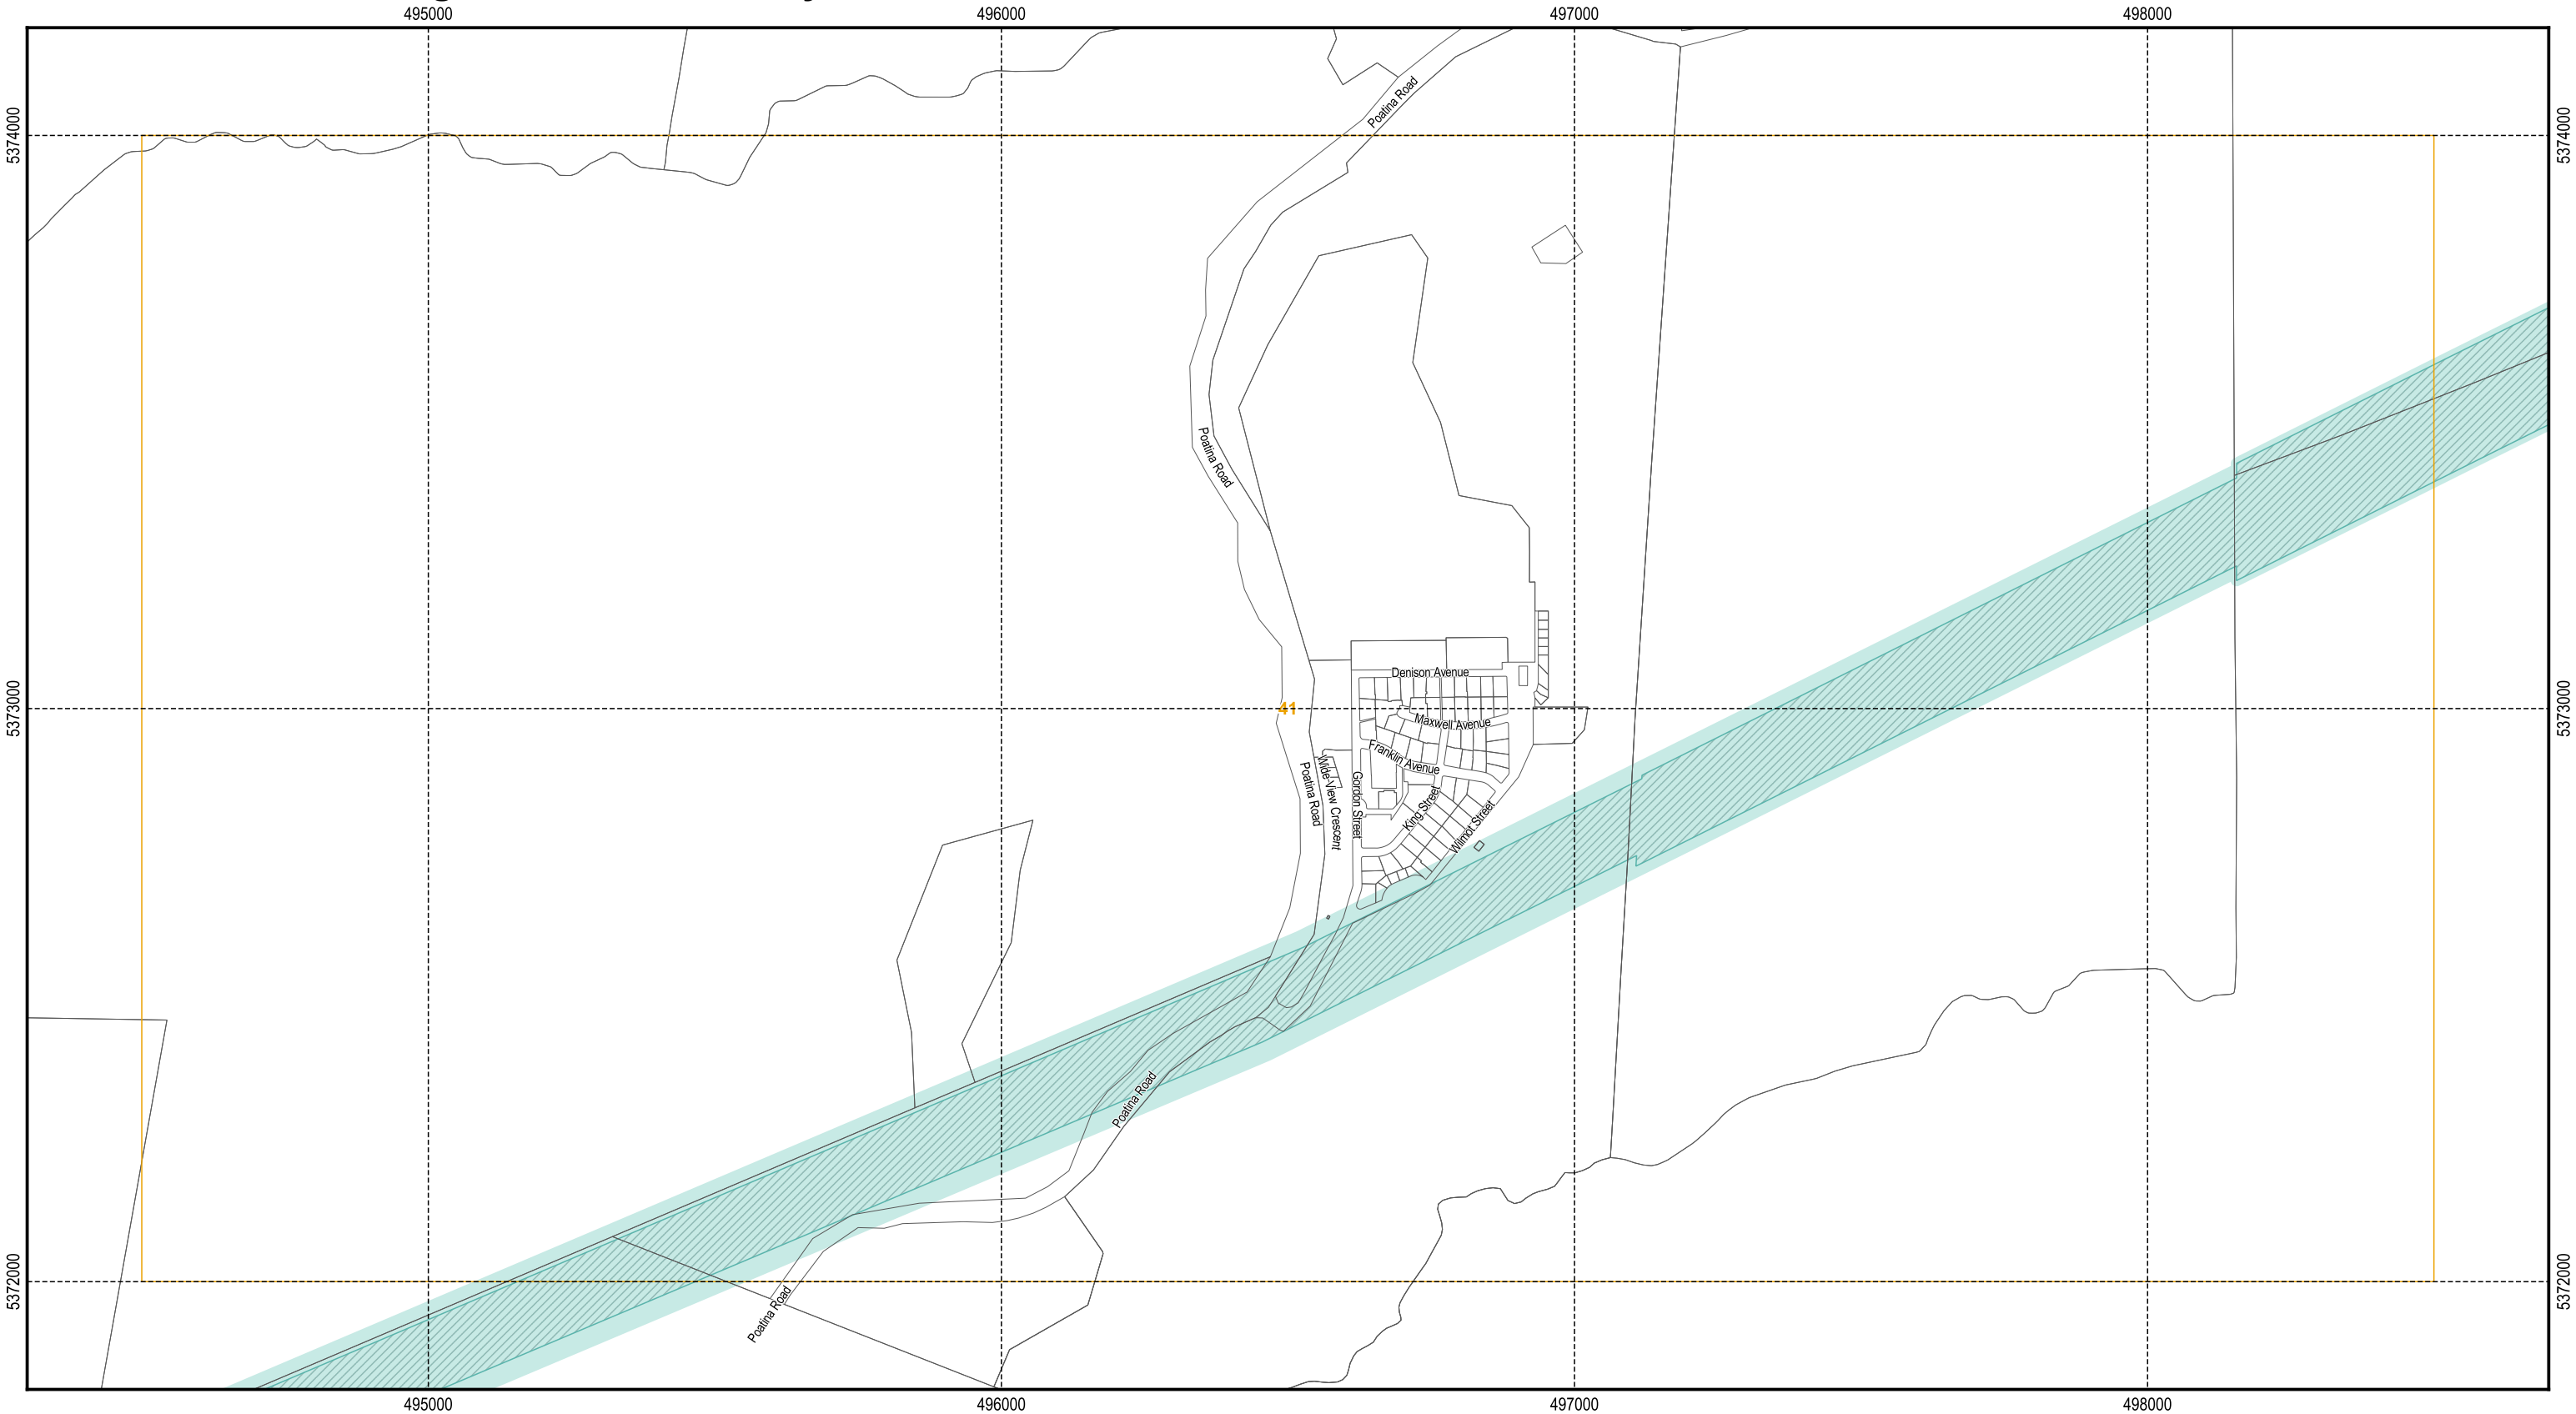 495000
496000
497000
498000
Poatina Road
5374000
5374000
Poatina Road
Denison Avenue
5373000
41
Maxwell Avenue
5373000
Franklin Avenue
Poatina Road
Wide View Crescent
Gordon Street
King Street
Wilmot Street
Poatina Road
5372000
Poatina Road
5372000
495000
496000
497000
498000